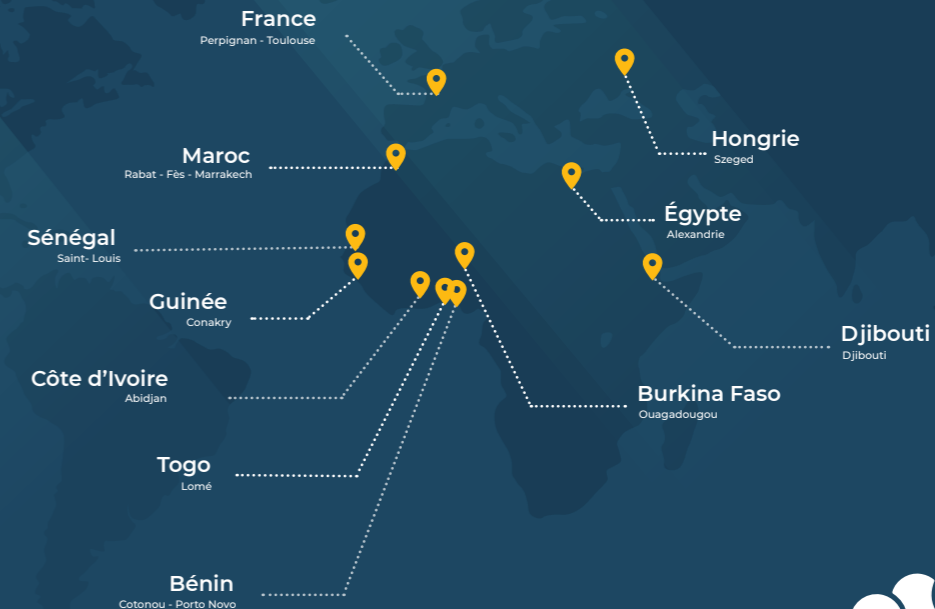 France
Perpignan - Toulouse
Hongrie
Szeged
Maroc
Rabat - Fès - Marrakech
Égypte
Alexandrie
Sénégal
Saint- Louis
Guinée
Conakry
Djibouti
Djibouti
Côte d’Ivoire
Abidjan
Burkina Faso
Ouagadougou
Togo
Lomé
Bénin
Cotonou - Porto Novo